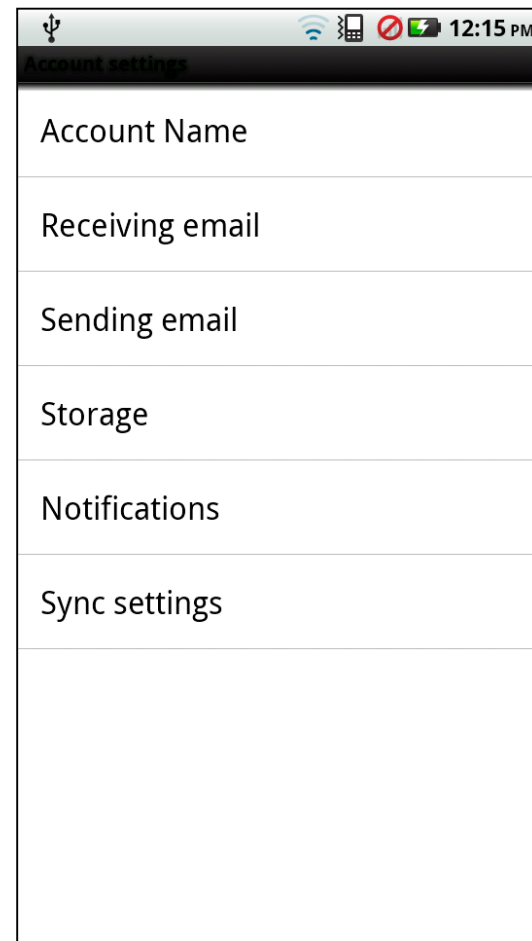 12:15 PM
Account settings
Account Name
Receiving email
Sending email
Storage
Notifications
Sync settings